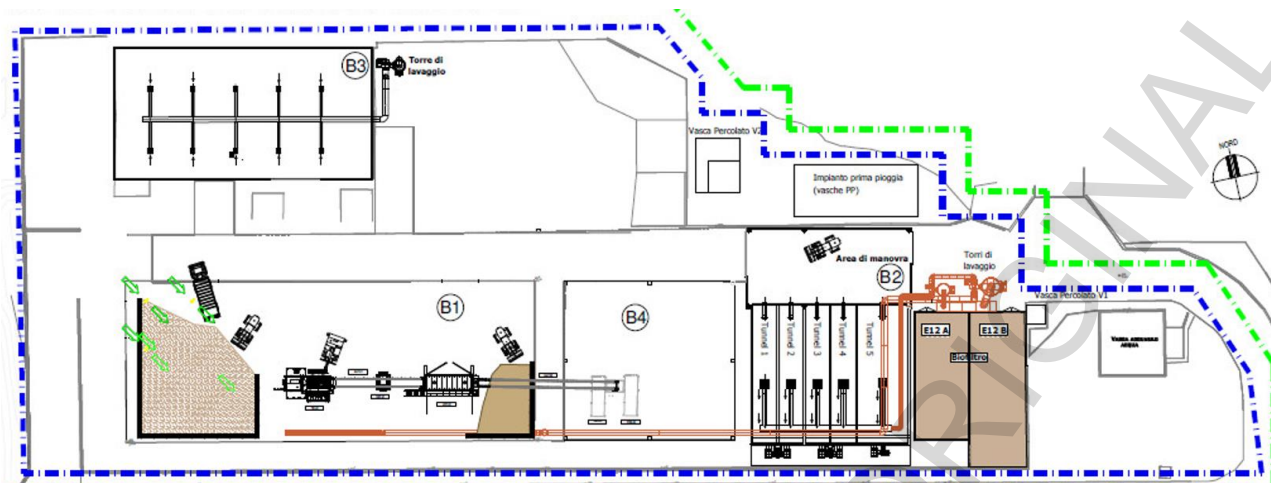 B3
Torre di
lavaggio
Vasca Percolato V2
NORD
Impianto prima pioggia
(vasche PP)
Area di manovra
B2
Torri di
lavaggio
Vasca Percolato V1
B1
B4
Tunnel 1
Tunnel 2
Tunnel 3
Tunnel 4
Tunnel 5
E12 A
E12 B
Biofiltro
ORIGINAL